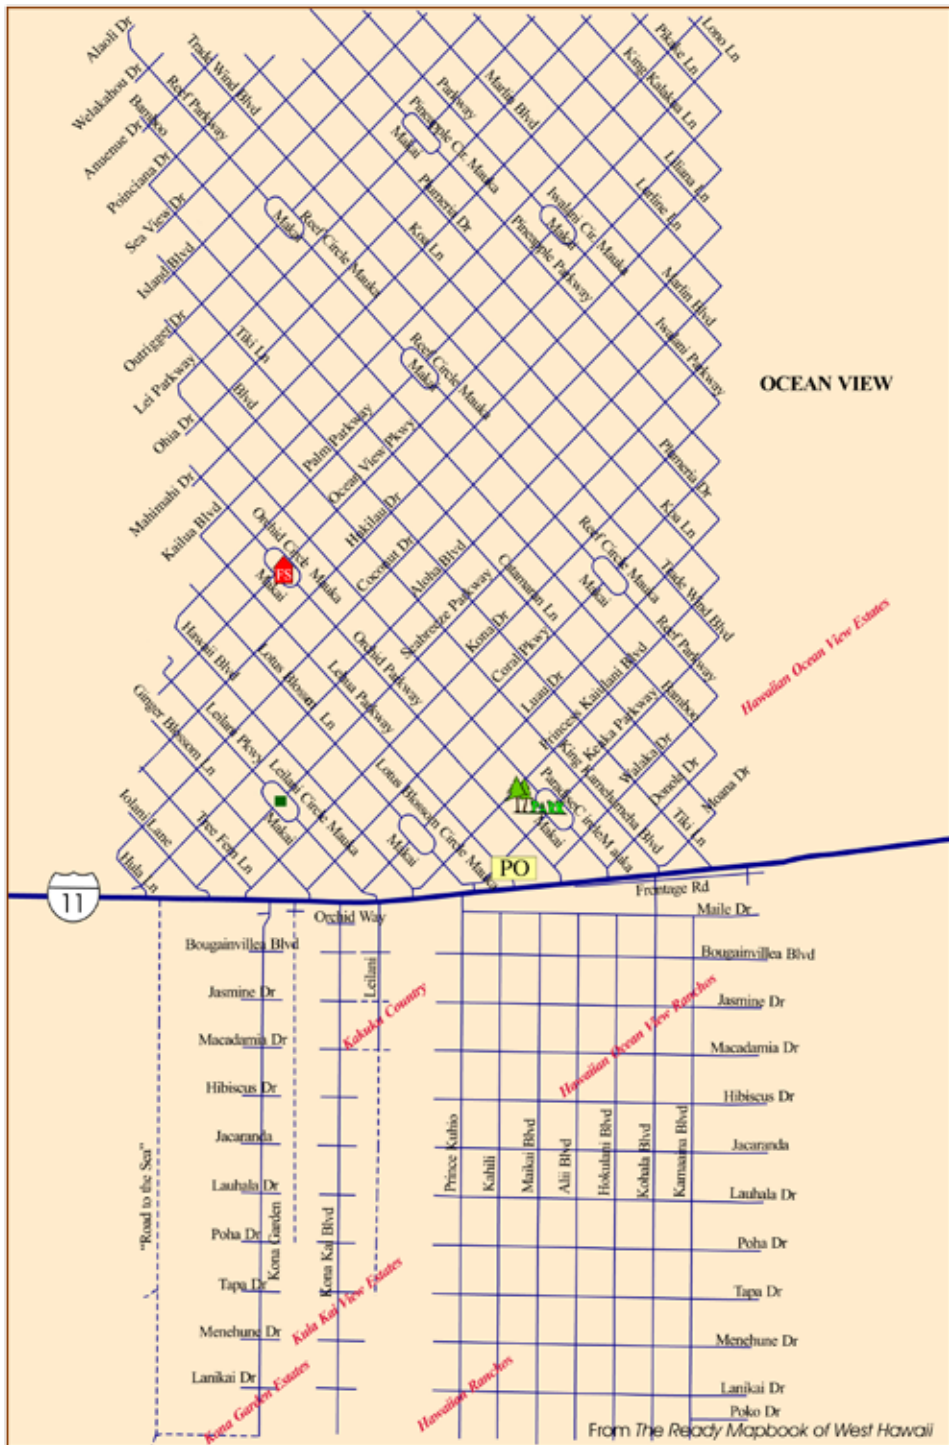 Alaoli Dr
Welakahou Dr
Bamboo
Anuenue Dr
Poinciana Dr
Sea View Dr
Island Blvd
Outrigger Dr
Lei Parkway
Ohia Dr
Mahimahi Dr
Kailua Blvd
Trade Wind Blvd
Reef Parkway
Parkway
Marlin Blvd
King Kalakua Ln
Pikake Ln
Lono Ln
Pineapple Cir. Mauka
Makai
Liliana Ln
Lurline Ln
Plumeria Dr
Iwalani Cir. Mauka
Makai
Reef Circle Mauka
Makai
Koa Ln
Pineapple Parkway
Marlin Blvd
Iwalani Parkway
Tiki Ln
Blvd
Reef Circle Mauka
Makai
OCEAN VIEW
Palm Parkway
Ocean View Pkwy
Plumeria Dr
Koa Ln
Orchid Circle Mauka
FS
Makai
Hukilau Dr
Coconut Dr
Aloha Blvd
Seabreeze Parkway
Catamaran Ln
Kona Dr
Coral Pkwy
Luau Dr
Reef Circle Mauka
Makai
Trade Wind Blvd
Reef Parkway
Hawaiian Ocean View Estates
Hawaii Blvd
Lotus Blossom Ln
Lehua Parkway
Orchid Parkway
Princess Kaiulani Blvd
Bamboo
Ginger Blossom Ln
Leilani Pkwy
King Kamehameha Blvd
Keaka Parkway
Walaka Dr
Donola Dr
Moana Dr
Tiki Ln
Leilani Circle Mauka
Makai
Lotus Blossom Circle Mauka
Makai
Paradise Circle Mauka
Makai
Iolani Lane
Tree Fern Ln
Hula Ln
PO
11
Frontage Rd
Orchid Way
Maile Dr
Bougainvillea Blvd
Bougainvillea Blvd
Leilani
Jasmine Dr
Jasmine Dr
Kakuku Country
Hawaiian Ocean View Ranchos
Macadamia Dr
Macadamia Dr
Hibiscus Dr
Hibiscus Dr
Jacaranda
Jacaranda
"Road to the Sea"
Kona Garden
Kona Kai Blvd
Prince Kuhio
Kahili
Maikai Blvd
Alii Blvd
Hokulani Blvd
Kohala Blvd
Kamaaina Blvd
Lauhala Dr
Lauhala Dr
Poha Dr
Poha Dr
Tapa Dr
Tapa Dr
Kula Kai View Estates
Menehune Dr
Menehune Dr
Lanikai Dr
Lanikai Dr
Kona Garden Estates
Hawaiian Ranchos
Poko Dr
From The Ready Mapbook of West Hawaii